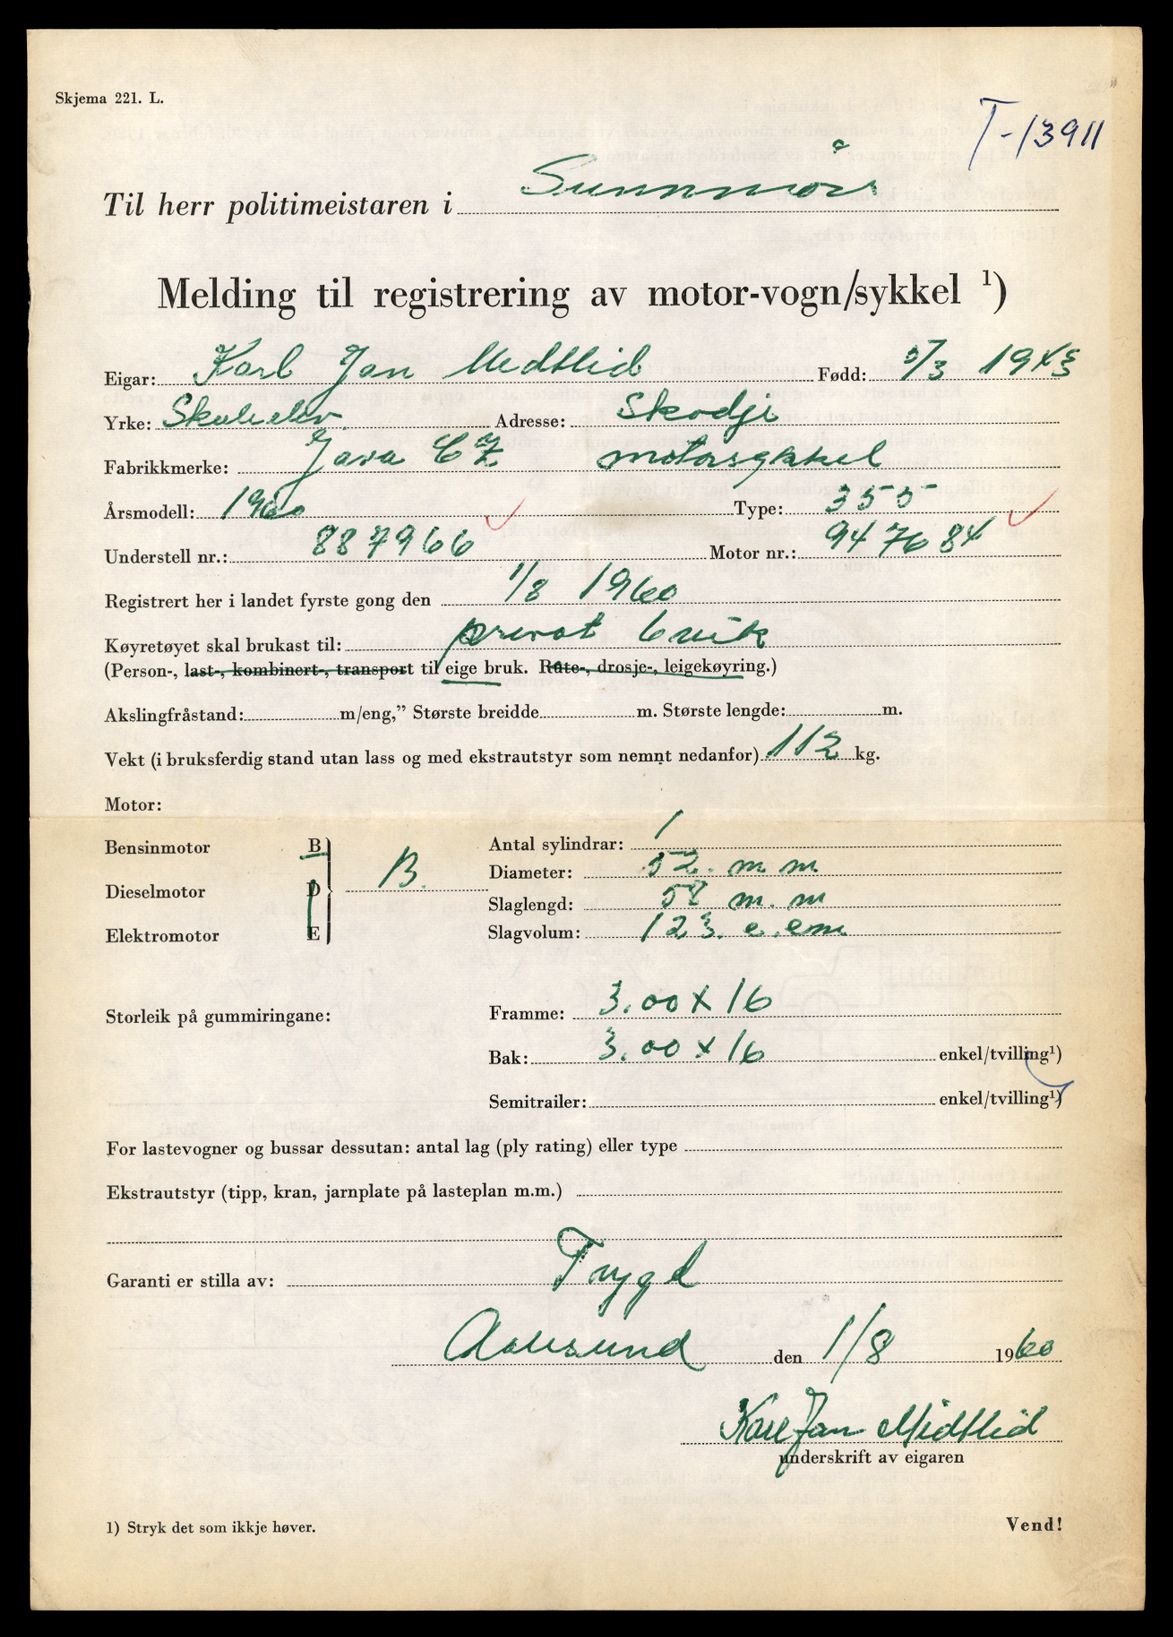 Skjema 221. L.
T-13911
Til herr politimeistaren i Sunnmøre
Melding til registrering av motor-vogn/sykkel ¹)
Eigar: Karl Jan Midtlid Født: 5/3 1943
Yrke: Skuleelev. Adresse: Skodje
Fabrikkmerke: Java CZ motorsykkel
Årsmodell: 1960 Type: 355
Understell nr.: 887966 Motor nr.: 947684
Registrert her i landet fyrste gong den 1/8 1960
Køyretøyet skal brukast til: privat bruk
(Person-, last-, kombinert-, transport til eige bruk. Rute-, drosje-, leigekøyring.)
Akslingfråstand: m/eng,” Største breidde m. Største lengde: m.
Vekt (i bruksferdig stand utan lass og med ekstrautstyr som nemnt nedanfor) 112 kg.
Motor:
Bensinmotor B Antal sylindrar: 1
B. Diameter: 52. m m
Dieselmotor D
Slaglengd: 58 m. m
Elektromotor E Slagvolum: 123. c. cm
Storleik på gummiringane: Framme: 3.00 x 16
Bak: 3.00 x 16 enkel/tvilling¹)
Semitrailer: enkel/tvilling¹)
For lastevogner og bussar dessutan: antal lag (ply rating) eller type
Ekstrautstyr (tipp, kran, jarnplate på lasteplan m.m.)
Garanti er stilla av: Trygd
Aalesund den 1/8 1960
Karl Jan Midtlid
underskrift av eigaren
1) Stryk det som ikkje høver. Vend!